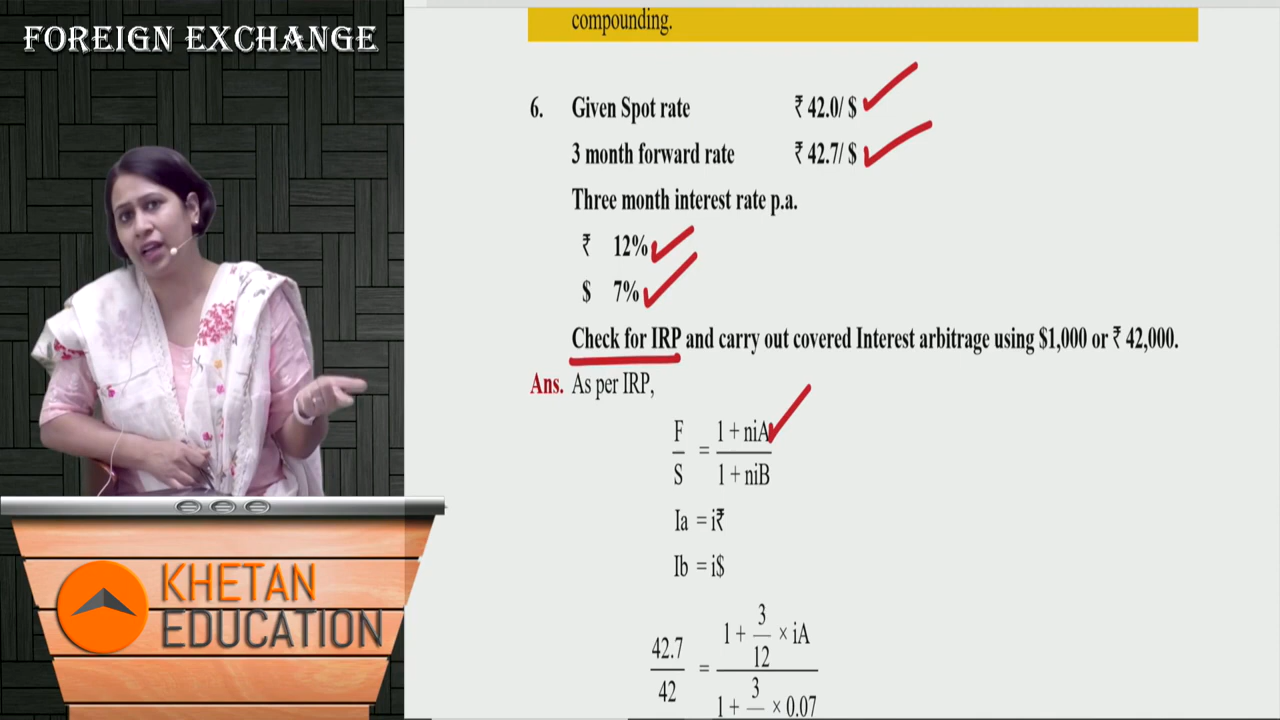 FOREIGN EXCHANGE
compounding.
6. Given Spot rate ₹ 42.0/ $
3 month forward rate ₹ 42.7/ $
Three month interest rate p.a.
₹ 12%
$ 7%
Check for IRP and carry out covered Interest arbitrage using $1,000 or ₹ 42,000.
Ans. As per IRP,
F/S = 1 + niA/1 + niB
Ia = i₹
Ib = i$
42.7/42 = 1 + 3/12 × iA/1 + 3/ × 0.07
KHETAN
EDUCATION